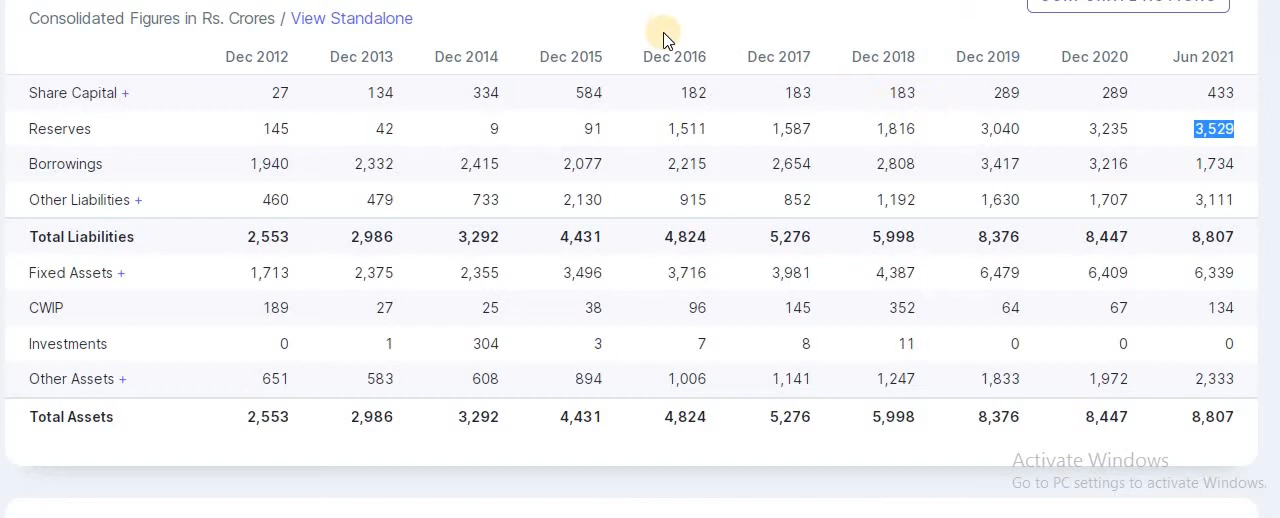 Consolidated Figures in Rs. Crores / View Standalone
Dec 2012 Dec 2013 Dec 2014 Dec 2015 Dec 2016 Dec 2017 Dec 2018 Dec 2019 Dec 2020 Jun 2021
Share Capital + 27 134 334 584 182 183 183 289 289 433
Reserves 145 42 9 91 1,511 1,587 1,816 3,040 3,235 3,529
Borrowings 1,940 2,332 2,415 2,077 2,215 2,654 2,808 3,417 3,216 1,734
Other Liabilities + 460 479 733 2,130 915 852 1,192 1,630 1,707 3,111
Total Liabilities 2,553 2,986 3,292 4,431 4,824 5,276 5,998 8,376 8,447 8,807
Fixed Assets + 1,713 2,375 2,355 3,496 3,716 3,981 4,387 6,479 6,409 6,339
CWIP 189 27 25 38 96 145 352 64 67 134
Investments 0 1 304 3 7 8 11 0 0 0
Other Assets + 651 583 608 894 1,006 1,141 1,247 1,833 1,972 2,333
Total Assets 2,553 2,986 3,292 4,431 4,824 5,276 5,998 8,376 8,447 8,807
Activate Windows
Go to PC settings to activate Windows.